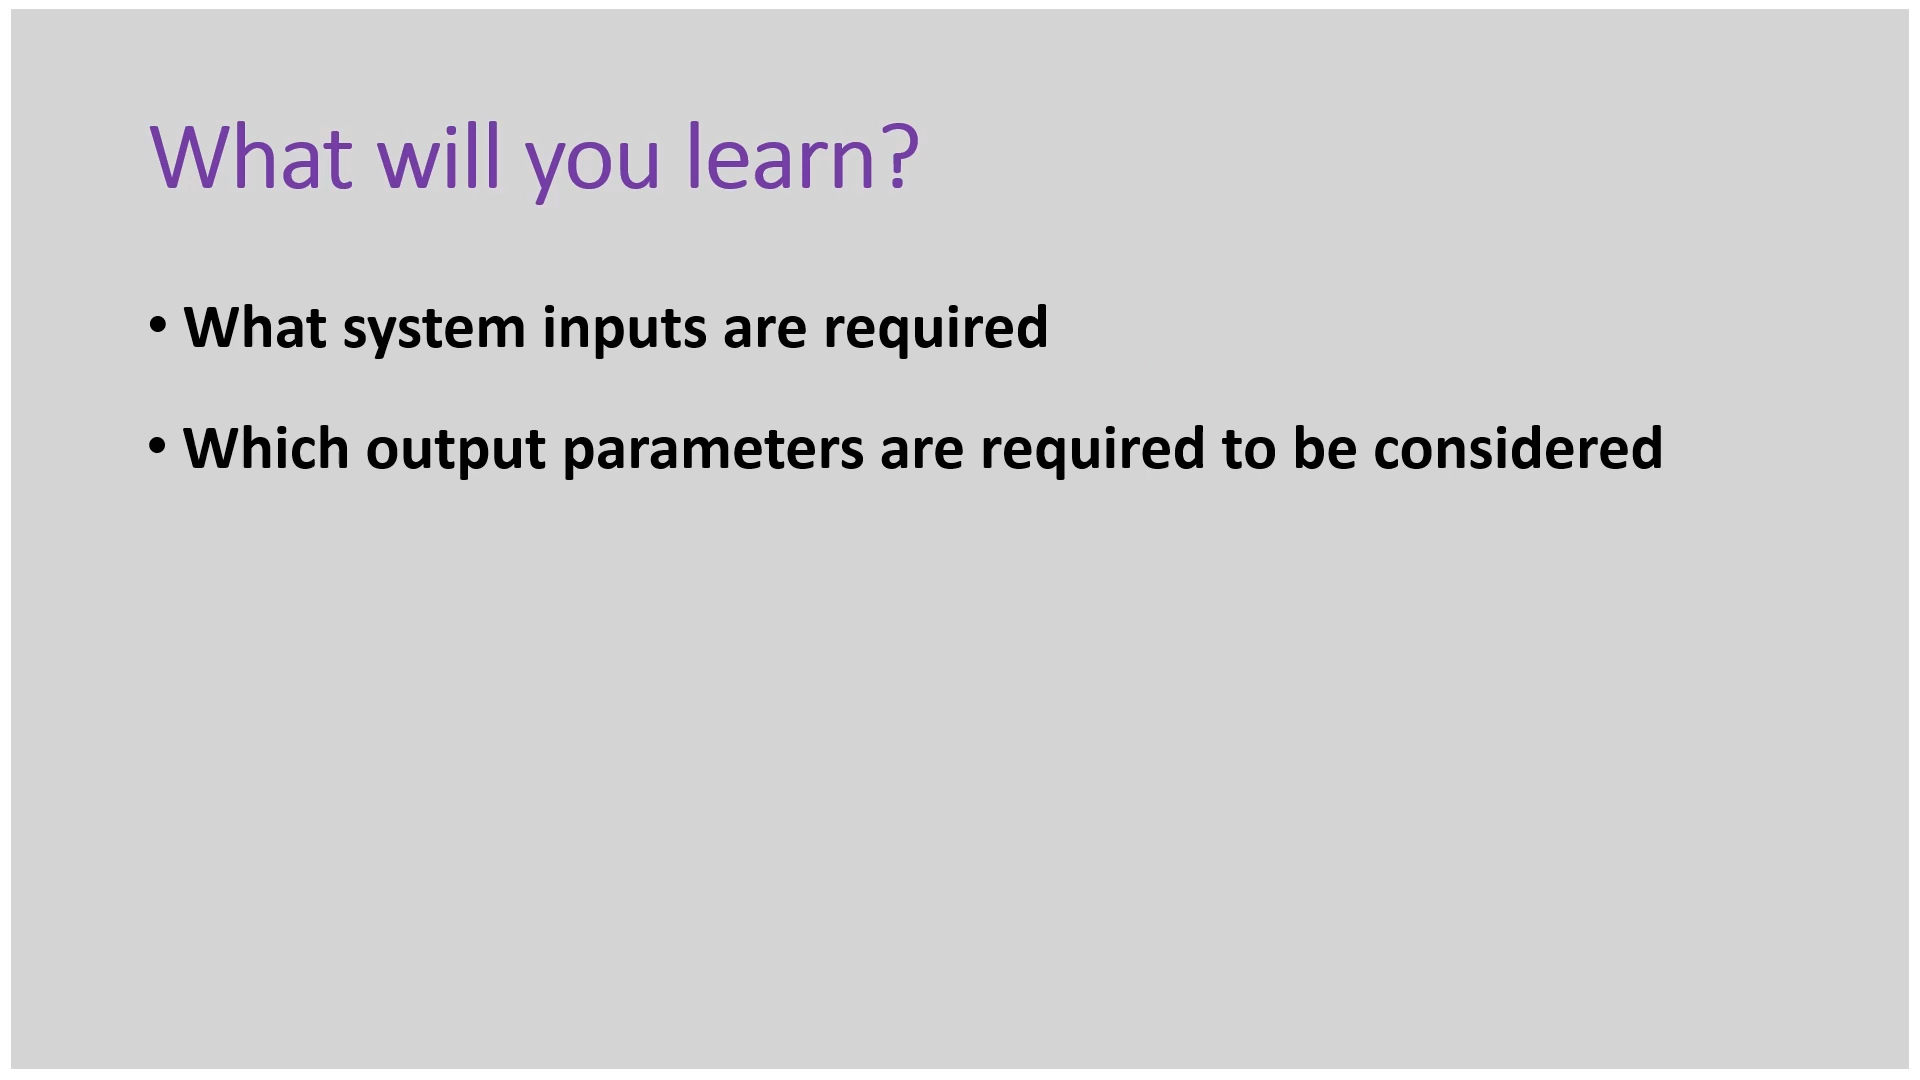 What will you learn?
• What system inputs are required
• Which output parameters are required to be considered